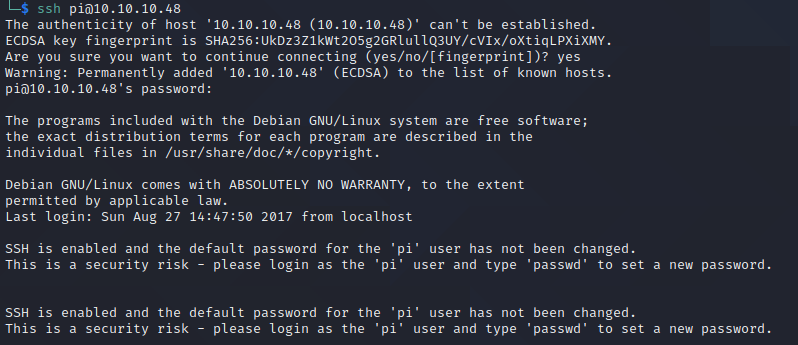 └─$ ssh pi@10.10.10.48
The authenticity of host '10.10.10.48 (10.10.10.48)' can't be established.
ECDSA key fingerprint is SHA256:UkDz3Z1kWt2O5g2GRlullQ3UY/cVIx/oXtiqLPXiXMY.
Are you sure you want to continue connecting (yes/no/[fingerprint])? yes
Warning: Permanently added '10.10.10.48' (ECDSA) to the list of known hosts.
pi@10.10.10.48's password:
The programs included with the Debian GNU/Linux system are free software;
the exact distribution terms for each program are described in the
individual files in /usr/share/doc/*/copyright.
Debian GNU/Linux comes with ABSOLUTELY NO WARRANTY, to the extent
permitted by applicable law.
Last login: Sun Aug 27 14:47:50 2017 from localhost
SSH is enabled and the default password for the 'pi' user has not been changed.
This is a security risk - please login as the 'pi' user and type 'passwd' to set a new password.
SSH is enabled and the default password for the 'pi' user has not been changed.
This is a security risk - please login as the 'pi' user and type 'passwd' to set a new password.